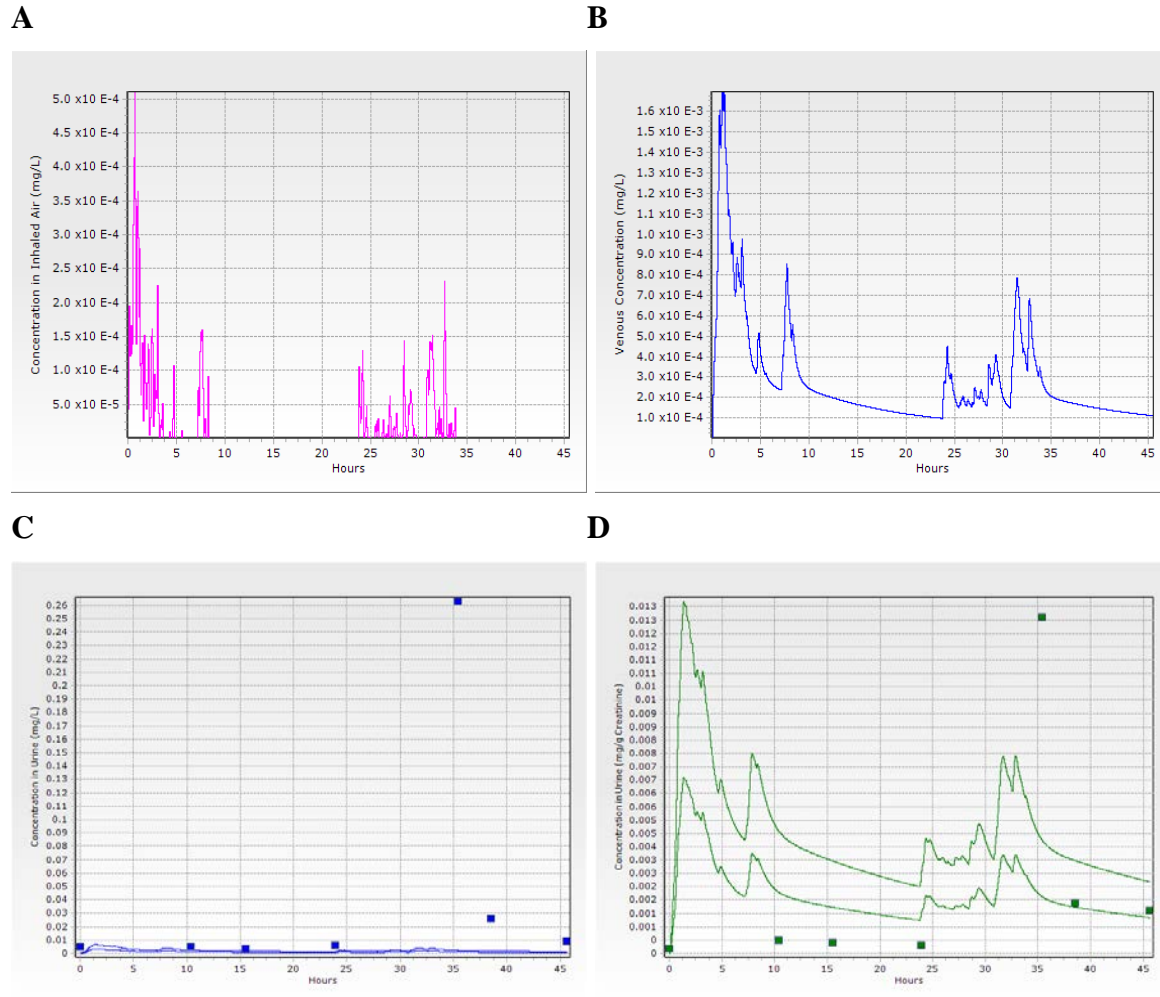 A
B
Concentration in Inhaled Air (mg/L)
5.0 x10 E-4
4.5 x10 E-4
4.0 x10 E-4
3.5 x10 E-4
3.0 x10 E-4
2.5 x10 E-4
2.0 x10 E-4
1.5 x10 E-4
1.0 x10 E-4
5.0 x10 E-5
0 5 10 15 20 25 30 35 40 45
Hours
Venous Concentration (mg/L)
1.6 x10 E-3
1.5 x10 E-3
1.4 x10 E-3
1.3 x10 E-3
1.2 x10 E-3
1.1 x10 E-3
1.0 x10 E-3
9.0 x10 E-4
8.0 x10 E-4
7.0 x10 E-4
6.0 x10 E-4
5.0 x10 E-4
4.0 x10 E-4
3.0 x10 E-4
2.0 x10 E-4
1.0 x10 E-4
0 5 10 15 20 25 30 35 40 45
Hours
C
D
Concentration in Urine (mg/L)
0.26
0.25
0.24
0.23
0.22
0.21
0.2
0.19
0.18
0.17
0.16
0.15
0.14
0.13
0.12
0.11
0.1
0.09
0.08
0.07
0.06
0.05
0.04
0.03
0.02
0.01
0 5 10 15 20 25 30 35 40 45
Hours
Concentration in Urine (mg/g Creatinine)
0.013
0.013
0.012
0.011
0.011
0.01
0.01
0.009
0.009
0.008
0.008
0.007
0.006
0.006
0.005
0.005
0.004
0.003
0.003
0.002
0.002
0.001
0.001
0
0
0 5 10 15 20 25 30 35 40 45
Hours